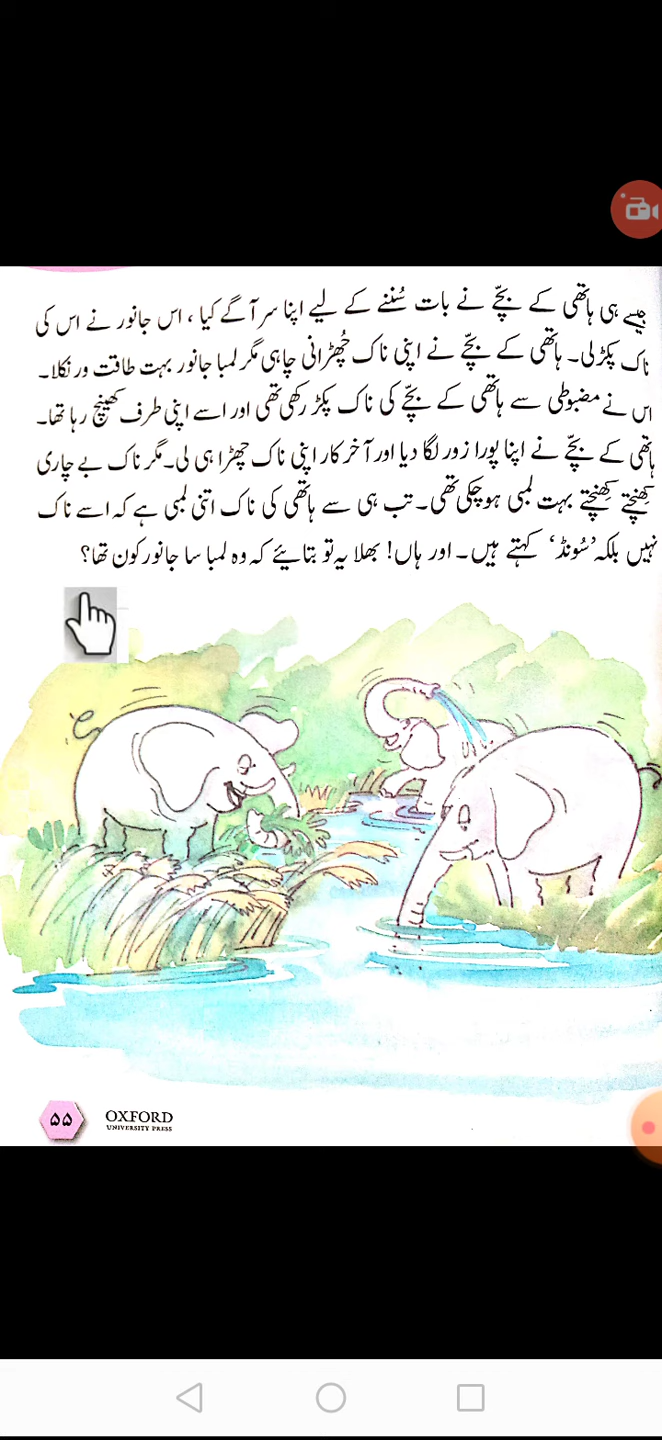 جیسے ہی ہاتھی کے بچّے نے بات سُننے کے لیے اپنا سر آگے کیا ، اس جانور نے اس کی
ناک پکڑ لی۔ ہاتھی کے بچّے نے اپنی ناک چُھڑانی چاہی مگر لمبا جانور بہت طاقت ور نکلا۔
اس نے مضبوطی سے ہاتھی کے بچّے کی ناک پکڑ رکھی تھی اور اسے اپنی طرف کھینچ رہا تھا۔
ہاتھی کے بچّے نے اپنا پورا زور لگا دیا اور آخر کار اپنی ناک چھڑا ہی لی۔ مگر ناک بے چاری
کِھنچتے کِھنچتے بہت لمبی ہو چکی تھی۔ تب ہی سے ہاتھی کی ناک اتنی لمبی ہے کہ اسے ناک
نہیں بلکہ ’سُونڈ‘ کہتے ہیں۔ اور ہاں! بھلا یہ تو بتایئے کہ وہ لمبا سا جانور کون تھا؟
۵۵
OXFORD
UNIVERSITY PRESS